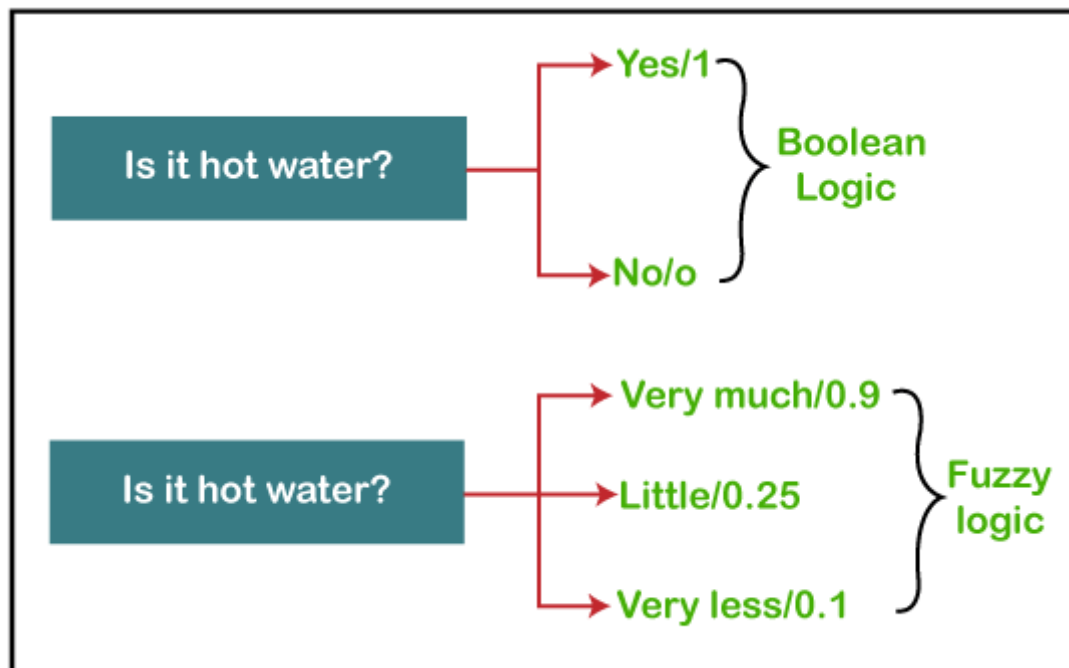 Yes/1
Is it hot water?
Boolean
Logic
No/o
Very much/0.9
Is it hot water?
Little/0.25
Fuzzy
logic
Very less/0.1